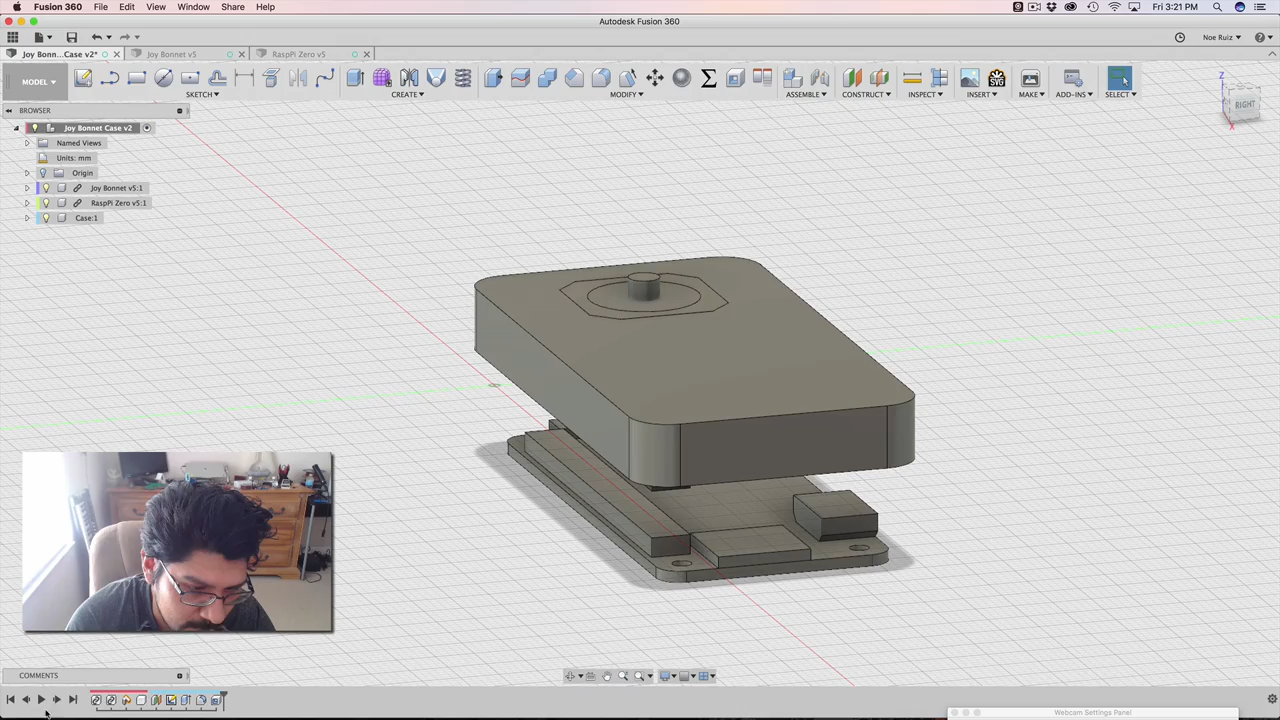 Fusion 360 File Edit View Window Share Help Fri 3:21 PM
Autodesk Fusion 360
Noe Ruiz
Joy Bonn...Case v2* Joy Bonnet v5 RaspPi Zero v5
MODEL SKETCH CREATE MODIFY ASSEMBLE CONSTRUCT INSPECT INSERT MAKE ADD-INS SELECT
BROWSER
Z
RIGHT
X
Joy Bonnet Case v2
Named Views
Units: mm
Origin
Joy Bonnet v5:1
RaspPi Zero v5:1
Case:1
COMMENTS
Webcam Settings Panel